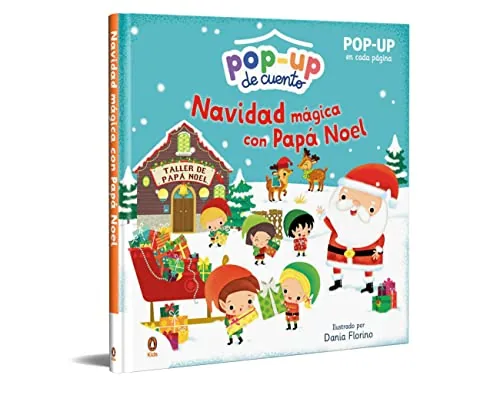 Navidad mágica con Papá Noel
Kids
pop-up
de cuento
POP-UP
en cada página
Navidad mágica
con Papá Noel
TALLER DE
PAPÁ NOEL
Ilustrado por
Dania Florino